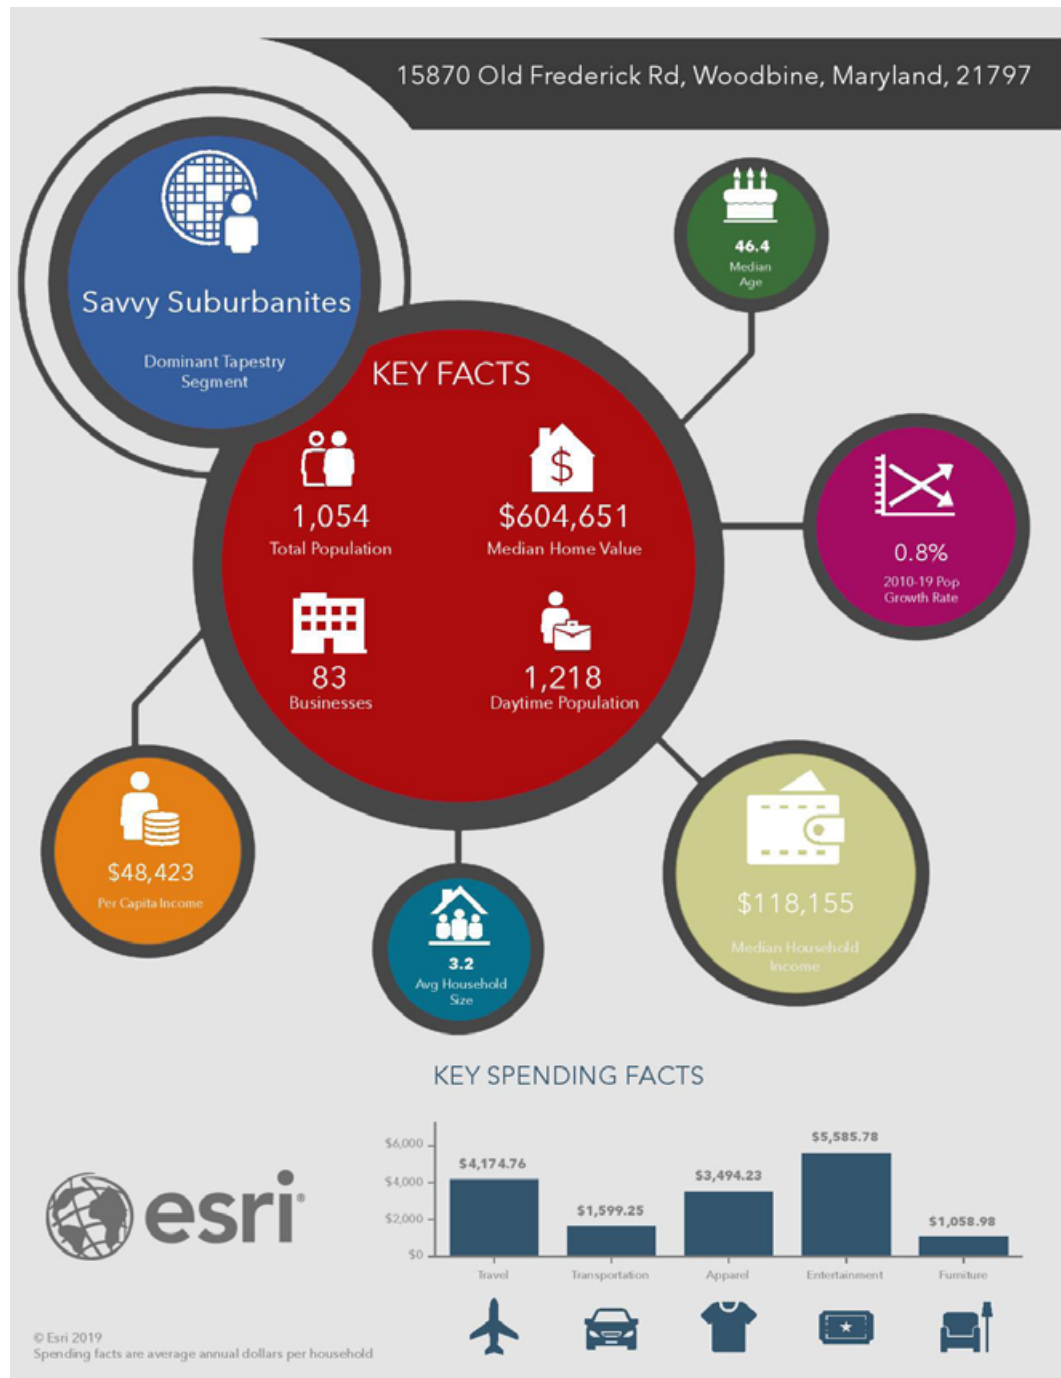 15870 Old Frederick Rd, Woodbine, Maryland, 21797
Savvy Suburbanites
Dominant Tapestry
Segment
46.4
Median
Age
KEY FACTS
1,054
Total Population
$604,651
Median Home Value
83
Businesses
1,218
Daytime Population
0.8%
2010-19 Pop
Growth Rate
$48,423
Per Capita Income
3.2
Avg Household
Size
$118,155
Median Household
Income
KEY SPENDING FACTS
$6,000
$4,000
$2,000
$0
$4,174.76
$1,599.25
$3,494.23
$5,585.78
$1,058.98
Travel
Transportation
Apparel
Entertainment
Furniture
esri®
© Esri 2019
Spending facts are average annual dollars per household